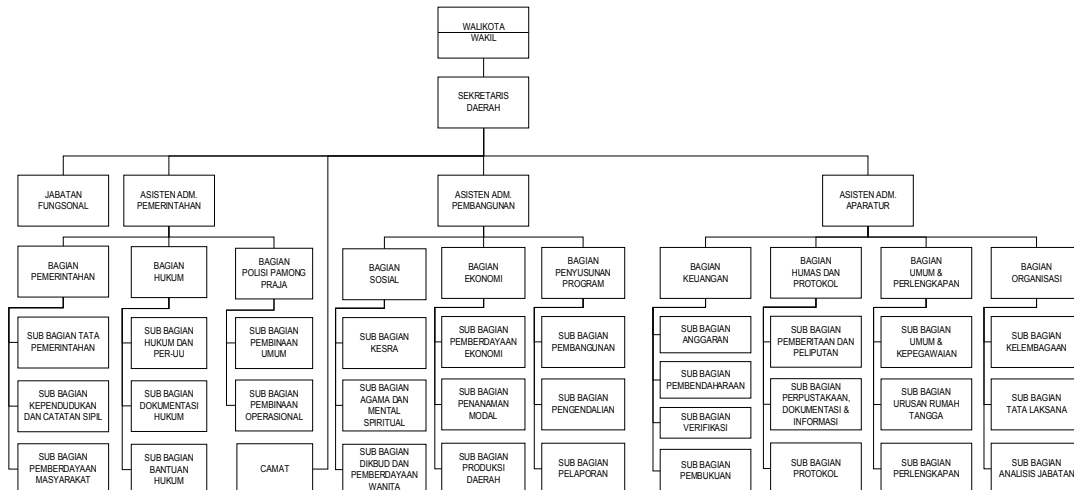 WALIKOTA
WAKIL
SEKRETARIS
DAERAH
JABATAN
FUNGSONAL
ASISTEN ADM.
PEMERINTAHAN
ASISTEN ADM.
PEMBANGUNAN
ASISTEN ADM.
APARATUR
BAGIAN
PEMERINTAHAN
BAGIAN
HUKUM
BAGIAN
POLISI PAMONG
PRAJA
BAGIAN
SOSIAL
BAGIAN
EKONOMI
BAGIAN
PENYUSUNAN
PROGRAM
BAGIAN
KEUANGAN
BAGIAN
HUMAS DAN
PROTOKOL
BAGIAN
UMUM &
PERLENGKAPAN
BAGIAN
ORGANISASI
SUB BAGIAN TATA
PEMERINTAHAN
SUB BAGIAN
HUKUM DAN
PER-UU
SUB BAGIAN
PEMBINAAN
UMUM
SUB BAGIAN
KESRA
SUB BAGIAN
PEMBERDAYAAN
EKONOMI
SUB BAGIAN
PEMBANGUNAN
SUB BAGIAN
ANGGARAN
SUB BAGIAN
PEMBERITAAN DAN
PELIPUTAN
SUB BAGIAN
UMUM &
KEPEGAWAIAN
SUB BAGIAN
KELEMBAGAAN
SUB BAGIAN
KEPENDUDUKAN
DAN CATATAN SIPIL
SUB BAGIAN
DOKUMENTASI
HUKUM
SUB BAGIAN
PEMBINAAN
OPERASIONAL
SUB BAGIAN
AGAMA DAN
MENTAL
SPIRITUAL
SUB BAGIAN
PENANAMAN
MODAL
SUB BAGIAN
PENGENDALIAN
SUB BAGIAN
PEMBENDAHARAAN
SUB BAGIAN
VERIFIKASI
SUB BAGIAN
PERPUSTAKAAN,
DOKUMENTASI &
INFORMASI
SUB BAGIAN
URUSAN RUMAH
TANGGA
SUB BAGIAN
TATA LAKSANA
SUB BAGIAN
PEMBERDAYAAN
MASYARAKAT
SUB BAGIAN
BANTUAN
HUKUM
CAMAT
SUB BAGIAN
DIKBUD DAN
PEMBERDAYAAN
WANITA
SUB BAGIAN
PRODUKSI
DAERAH
SUB BAGIAN
PELAPORAN
SUB BAGIAN
PEMBUKUAN
SUB BAGIAN
PROTOKOL
SUB BAGIAN
PERLENGKAPAN
SUB BAGIAN
ANALISIS JABATAN